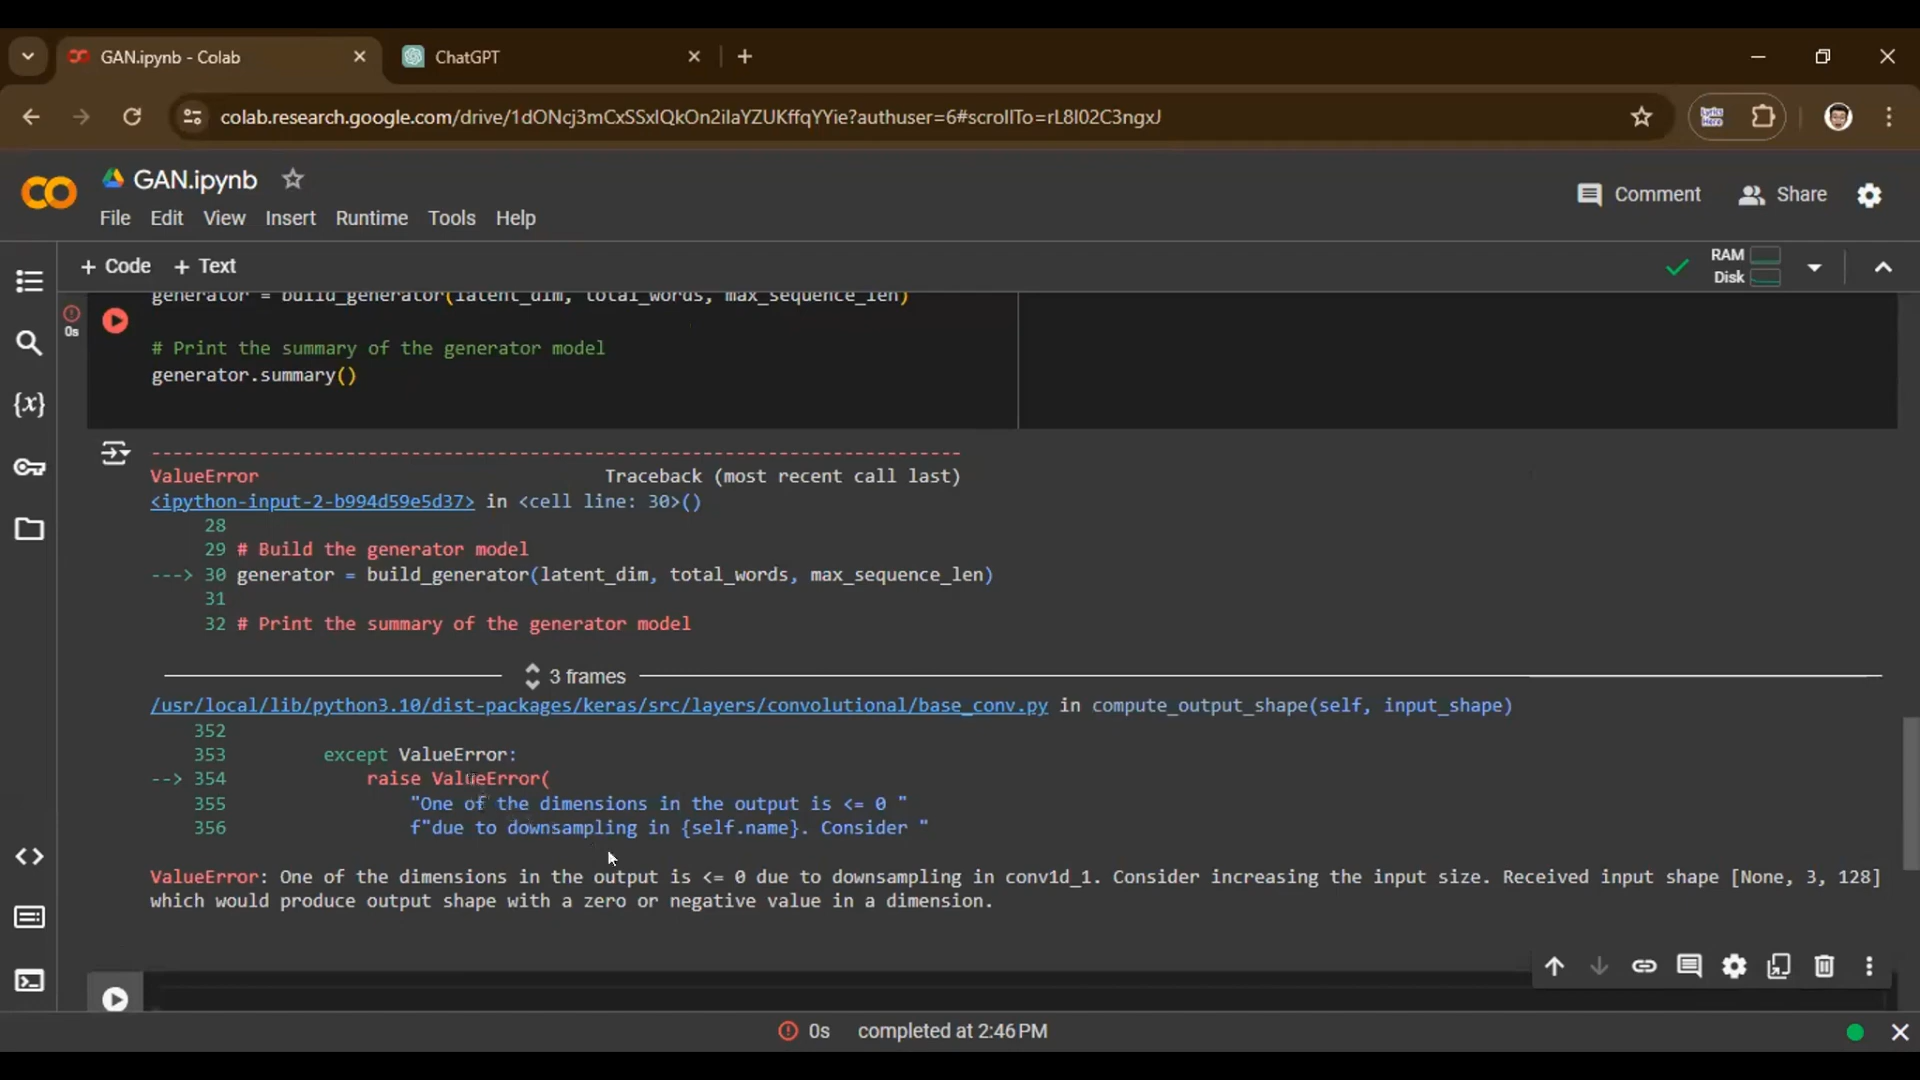 GAN.ipynb - Colab
ChatGPT
colab.research.google.com/drive/1dONcj3mCxSSxlQkOn2ilaYZUKffqYYie?authuser=6#scrollTo=rL8l02C3ngxJ
Lyrics Here
GAN.ipynb
File Edit View Insert Runtime Tools Help
Comment
Share
+ Code + Text
RAM
Disk
generator = build_generator(latent_dim, total_words, max_sequence_len)
0s
# Print the summary of the generator model
generator.summary()
{x}
---------------------------------------------------------------------------
ValueError Traceback (most recent call last)
<ipython-input-2-b994d59e5d37> in <cell line: 30>()
28
29 # Build the generator model
---> 30 generator = build_generator(latent_dim, total_words, max_sequence_len)
31
32 # Print the summary of the generator model
3 frames
/usr/local/lib/python3.10/dist-packages/keras/src/layers/convolutional/base_conv.py in compute_output_shape(self, input_shape)
352
353 except ValueError:
--> 354 raise ValueError(
355 "One of the dimensions in the output is <= 0 "
356 f"due to downsampling in {self.name}. Consider "
ValueError: One of the dimensions in the output is <= 0 due to downsampling in conv1d_1. Consider increasing the input size. Received input shape [None, 3, 128]
which would produce output shape with a zero or negative value in a dimension.
0s completed at 2:46 PM